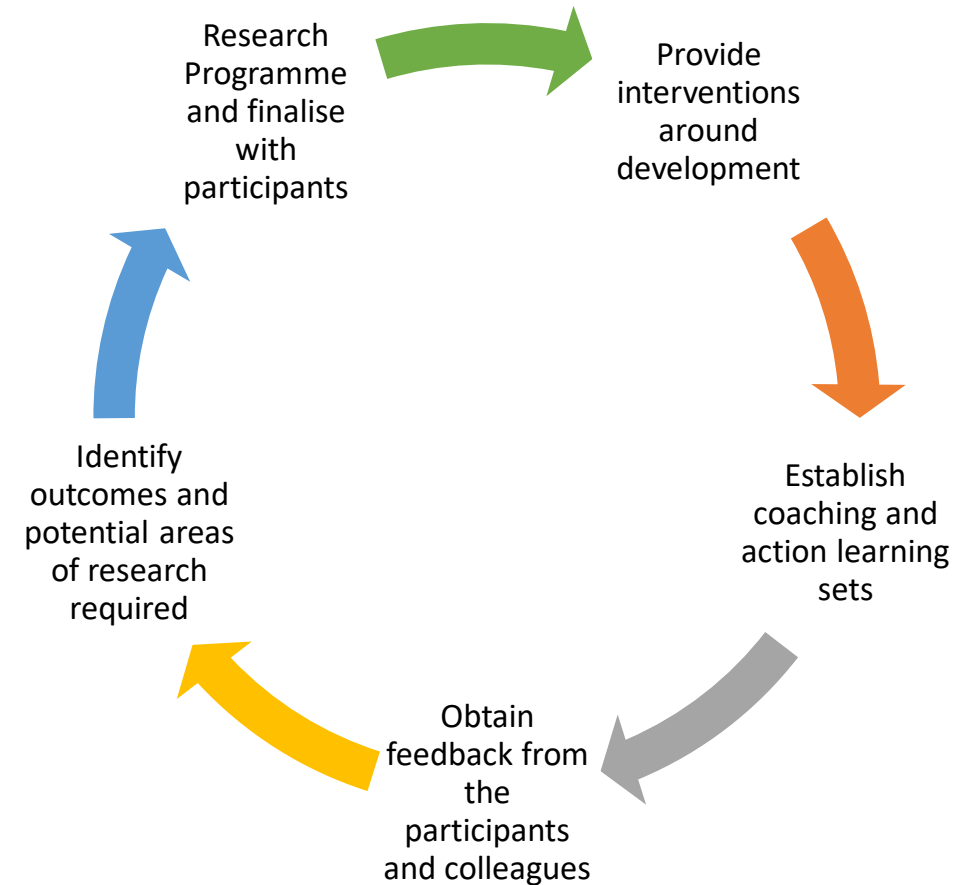 Research
Programme
and finalise
with
participants
Provide
interventions
around
development
Establish
coaching and
action learning
sets
Obtain
feedback from
the
participants
and colleagues
Identify
outcomes and
potential areas
of research
required